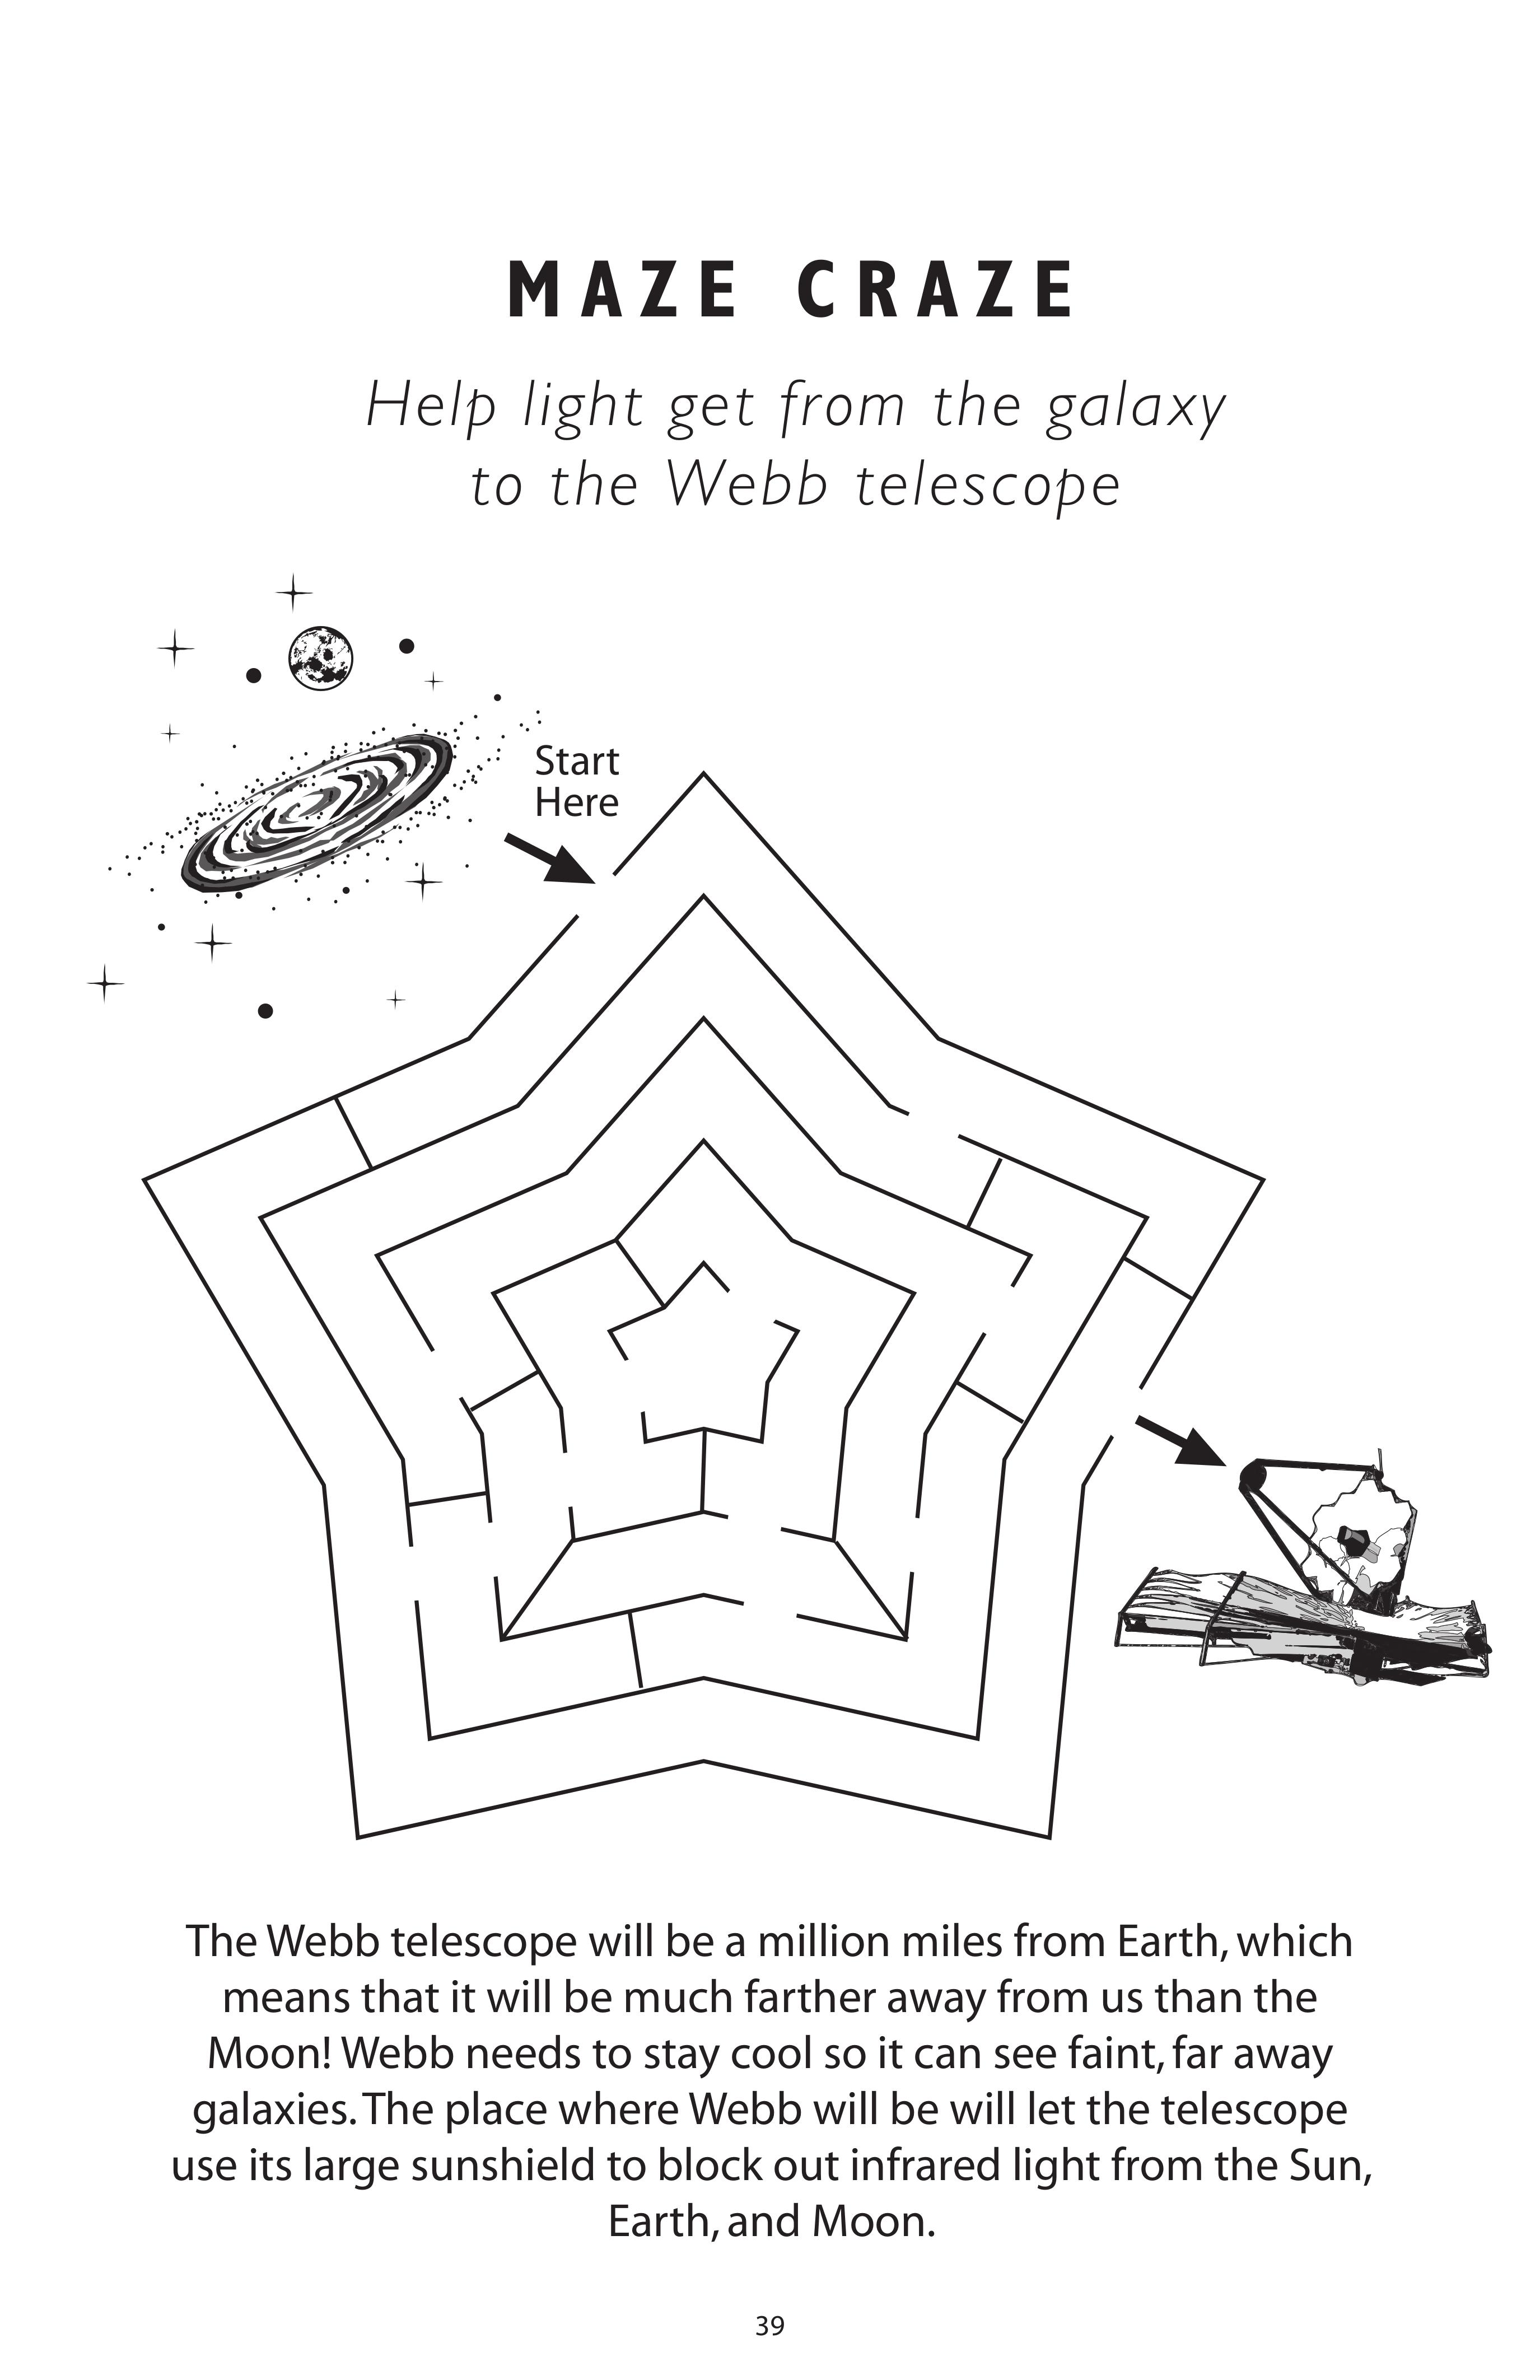 MAZE CRAZE
Help light get from the galaxy
to the Webb telescope
Start
Here
The Webb telescope will be a million miles from Earth, which
means that it will be much farther away from us than the
Moon! Webb needs to stay cool so it can see faint, far away
galaxies. The place where Webb will be will let the telescope
use its large sunshield to block out infrared light from the Sun,
Earth, and Moon.
39